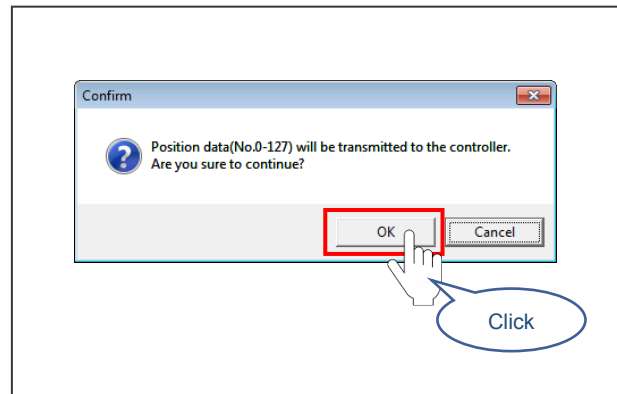 Confirm
Position data(No.0-127) will be transmitted to the controller.
Are you sure to continue?
OK
Cancel
Click